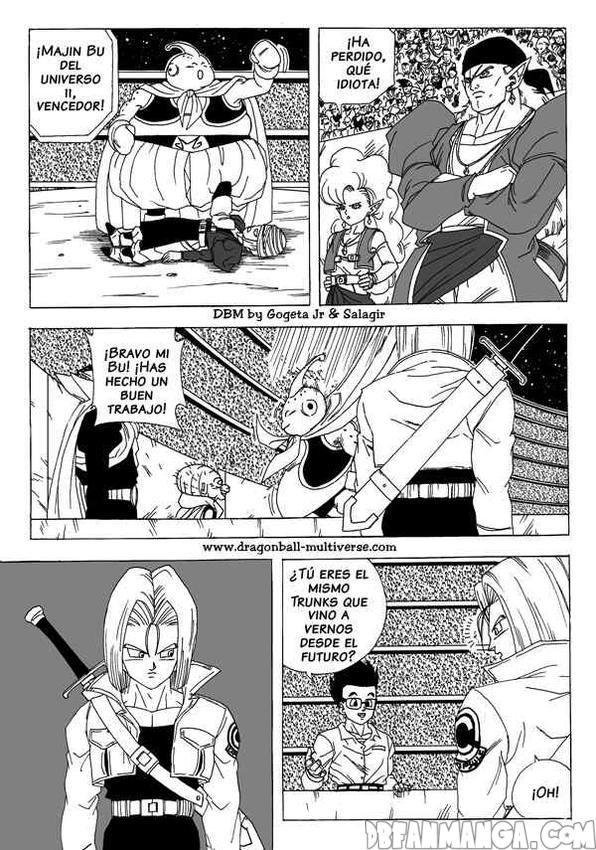 ¡MAJIN BU
DEL
UNIVERSO
11,
VENCEDOR!
¡HA
PERDIDO,
QUÉ
IDIOTA!
DBM by Gogeta Jr & Salagir
¡BRAVO MI
BU! ¡HAS
HECHO UN
BUEN
TRABAJO!
www.dragonball-multiverse.com
¿TÚ ERES EL
MISMO
TRUNKS QUE
VINO A
VERNOS
DESDE EL
FUTURO?
¡OH!
DBFANMANGA.COM